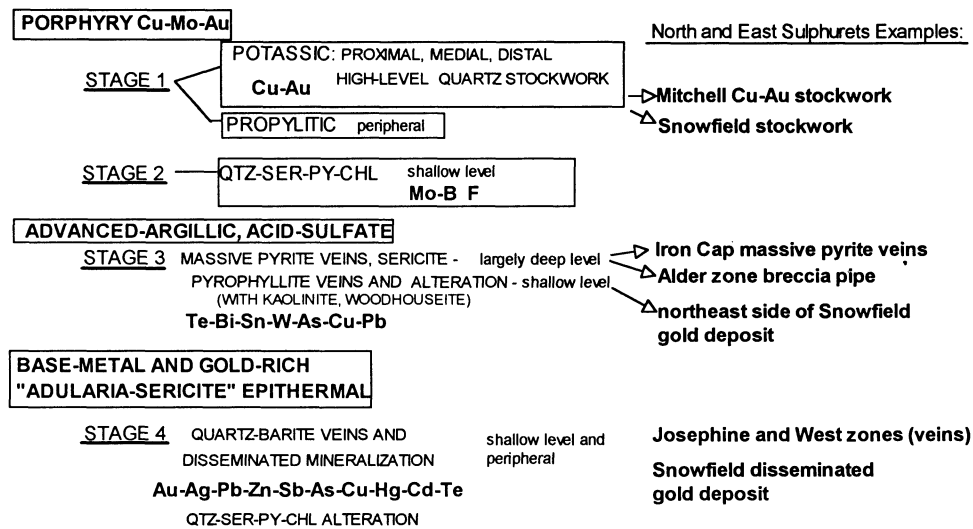 PORPHYRY Cu-Mo-Au
North and East Sulphurets Examples:
STAGE 1
POTASSIC: PROXIMAL, MEDIAL, DISTAL
HIGH-LEVEL QUARTZ STOCKWORK
Cu-Au
Mitchell Cu-Au stockwork
Snowfield stockwork
PROPYLITIC peripheral
STAGE 2
QTZ-SER-PY-CHL shallow level
Mo-B F
ADVANCED-ARGILLIC, ACID-SULFATE
STAGE 3 MASSIVE PYRITE VEINS, SERICITE - largely deep level
Iron Cap massive pyrite veins
Alder zone breccia pipe
PYROPHYLLITE VEINS AND ALTERATION - shallow level
(WITH KAOLINITE, WOODHOUSEITE)
northeast side of Snowfield
gold deposit
Te-Bi-Sn-W-As-Cu-Pb
BASE-METAL AND GOLD-RICH
"ADULARIA-SERICITE" EPITHERMAL
STAGE 4 QUARTZ-BARITE VEINS AND
DISSEMINATED MINERALIZATION
shallow level and
peripheral
Josephine and West zones (veins)
Snowfield disseminated
gold deposit
Au-Ag-Pb-Zn-Sb-As-Cu-Hg-Cd-Te
QTZ-SER-PY-CHL ALTERATION